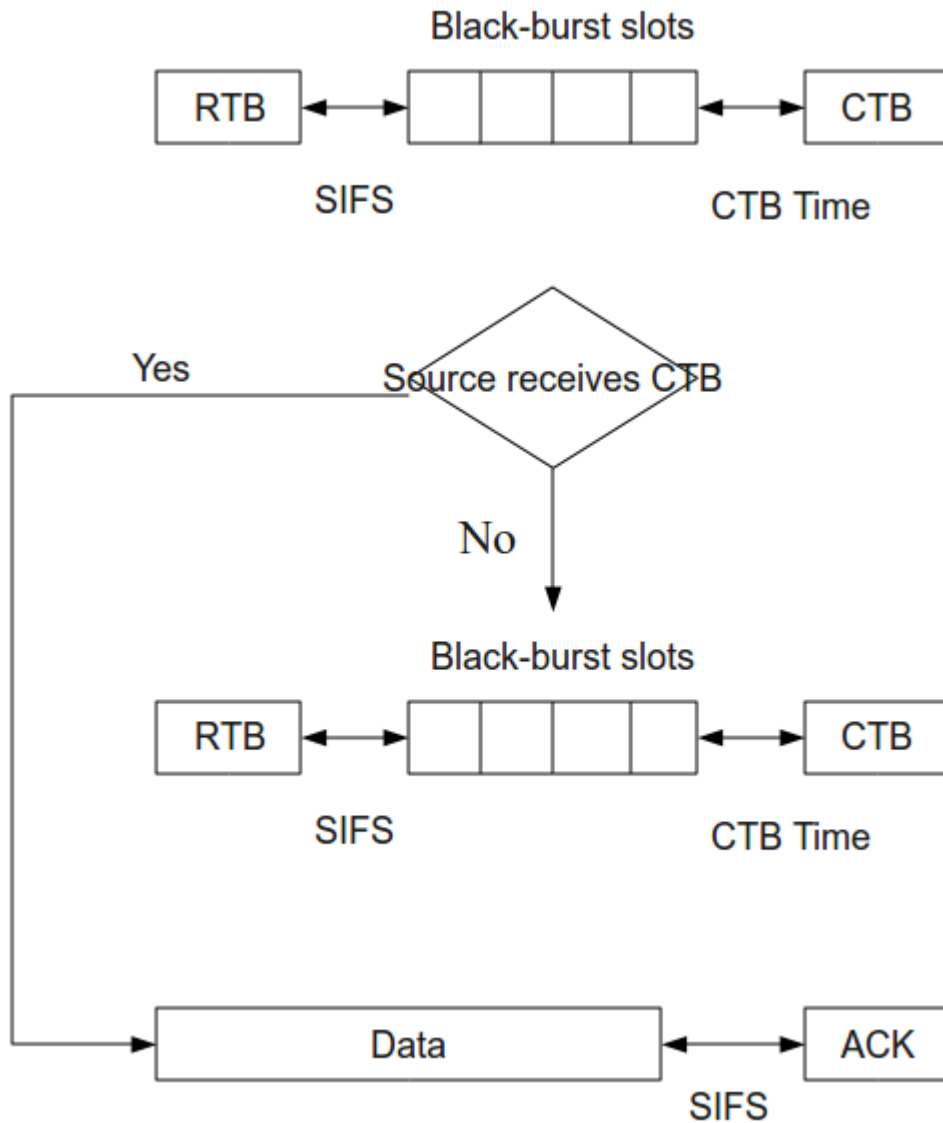 Black-burst slots
RTB
CTB
SIFS
CTB Time
Yes
Source receives CTB
No
Black-burst slots
RTB
CTB
SIFS
CTB Time
Data
ACK
SIFS